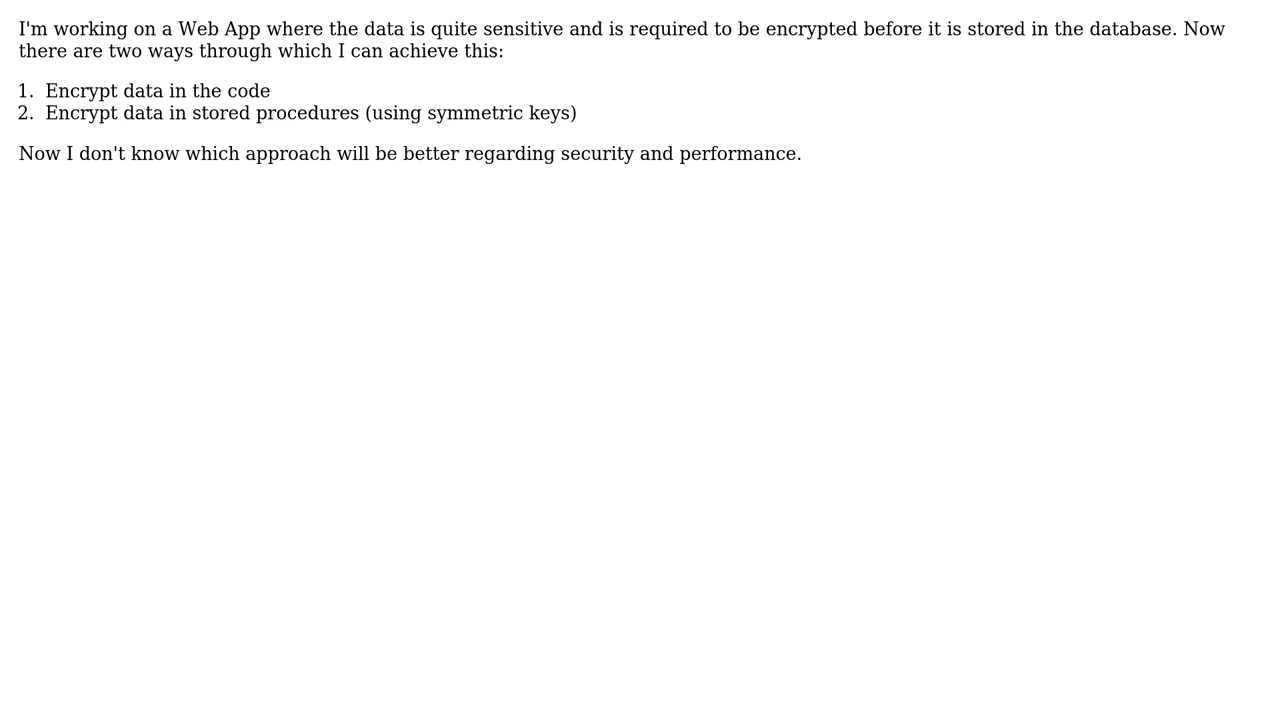 I'm working on a Web App where the data is quite sensitive and is required to be encrypted before it is stored in the database. Now
there are two ways through which I can achieve this:
1. Encrypt data in the code
2. Encrypt data in stored procedures (using symmetric keys)
Now I don't know which approach will be better regarding security and performance.